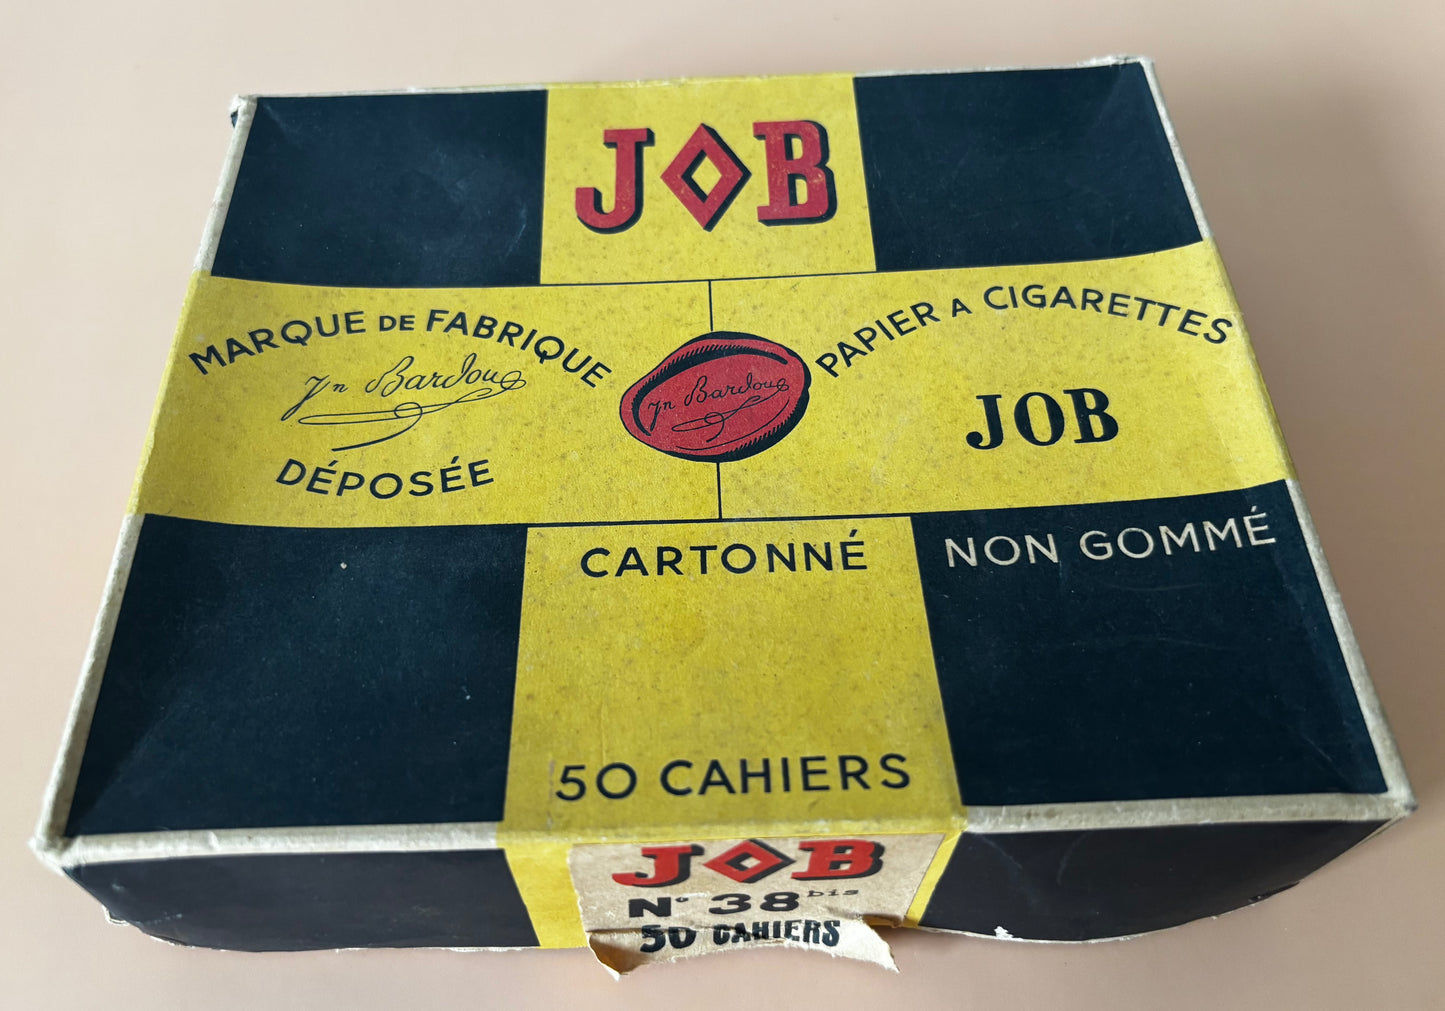 JOB
MARQUE DE FABRIQUE
Jn Bardou
DÉPOSÉE
Jn Bardou
PAPIER A CIGARETTES
JOB
CARTONNÉ
NON GOMMÉ
50 CAHIERS
JOB
N° 38 bis
50 CAHIERS